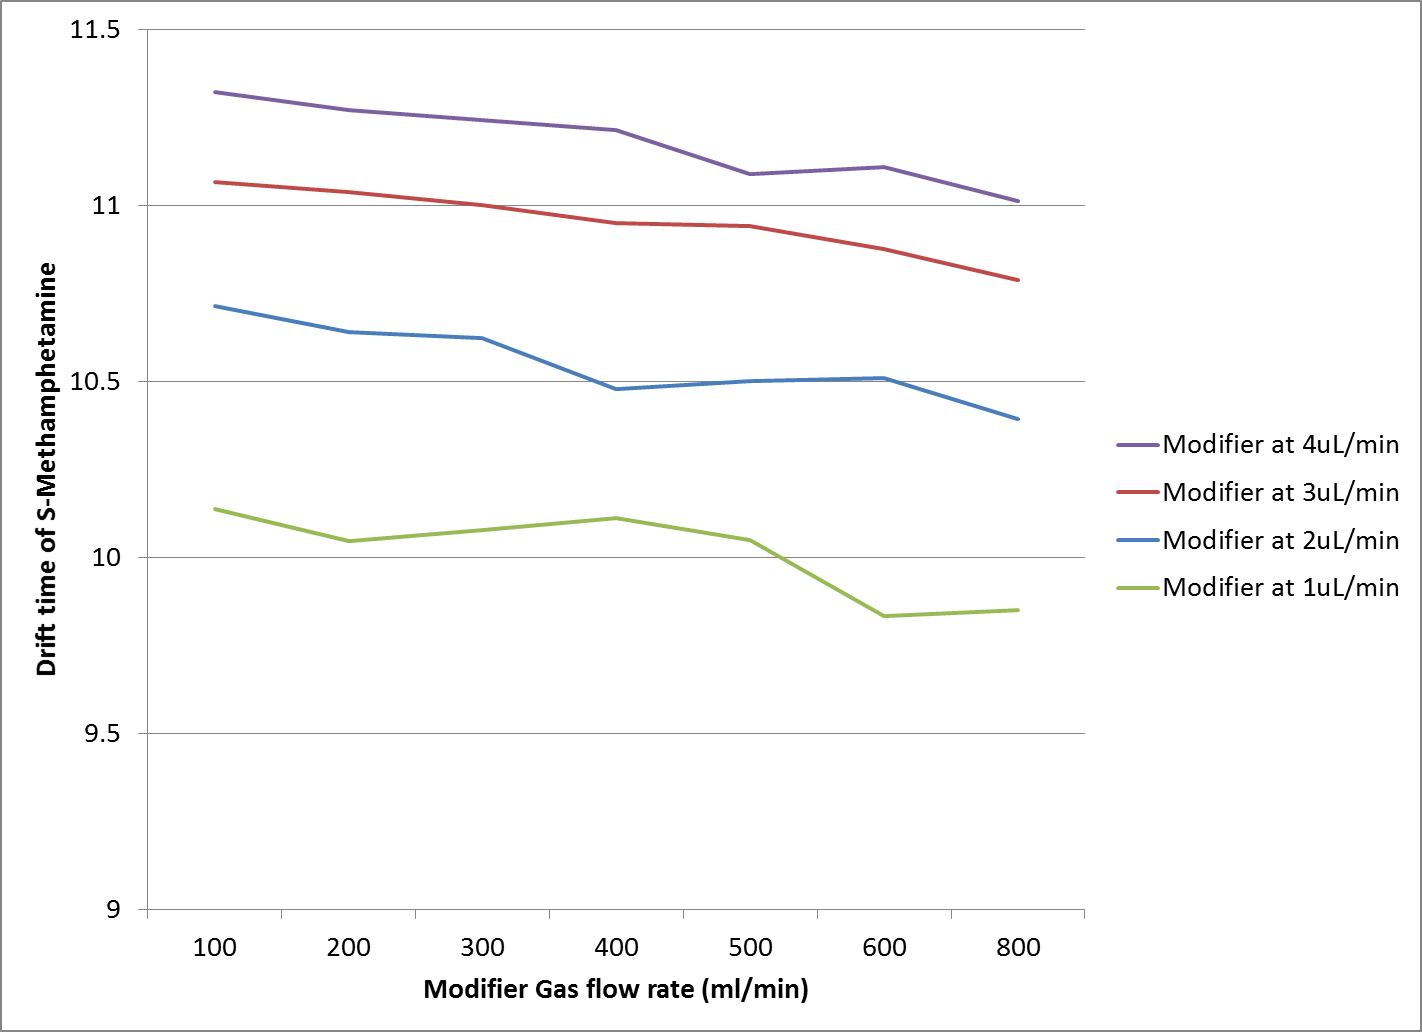 11.5
11
10.5
10
9.5
9
Drift time of S-Methamphetamine
100 200 300 400 500 600 800
Modifier Gas flow rate (ml/min)
Modifier at 4uL/min
Modifier at 3uL/min
Modifier at 2uL/min
Modifier at 1uL/min